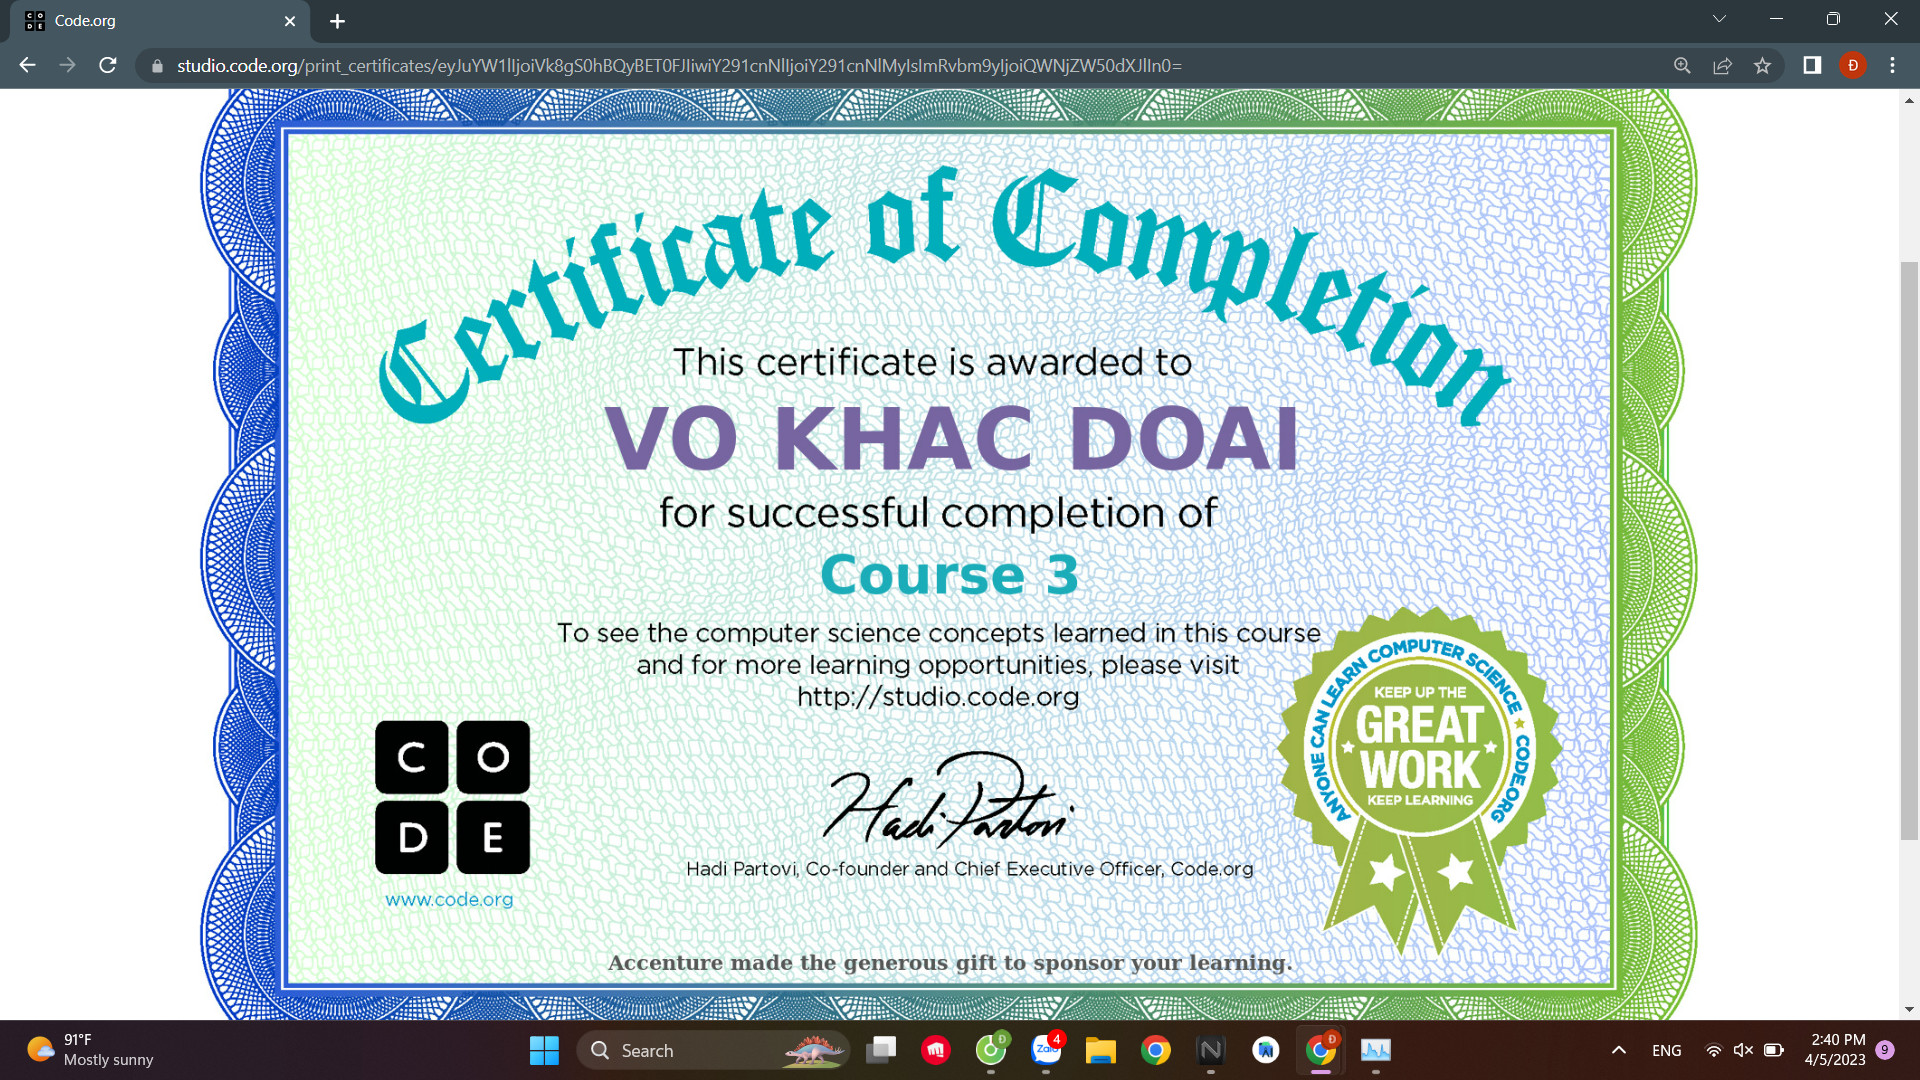 Code.org
studio.code.org/print_certificates/eyJuYW1lIjoiVk8gS0hBQyBET0FJIiwiY291cnNlIjoiY291cnNlMyIsImRvbm9yIjoiQWNjZW50dXJlIn0=
Đ
Certificate of Completion
This certificate is awarded to
VO KHAC DOAI
for successful completion of
Course 3
To see the computer science concepts learned in this course
and for more learning opportunities, please visit
http://studio.code.org
ANYONE CAN LEARN COMPUTER SCIENCE ★ CODE.ORG
KEEP UP THE
GREAT
WORK
KEEP LEARNING
C O
D E
www.code.org
Hadi Partovi
Hadi Partovi, Co-founder and Chief Executive Officer, Code.org
Accenture made the generous gift to sponsor your learning.
91°F
Mostly sunny
Search
Đ
Zalo
4
N
Đ
ENG
2:40 PM
4/5/2023
9